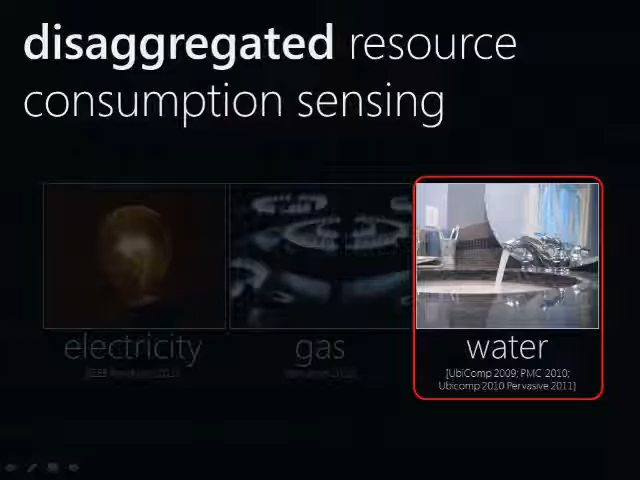 disaggregated resource
consumption sensing
electricity
gas
water
[UbiComp 2009; PMC 2010;
Ubicomp 2010 Pervasive 2011]